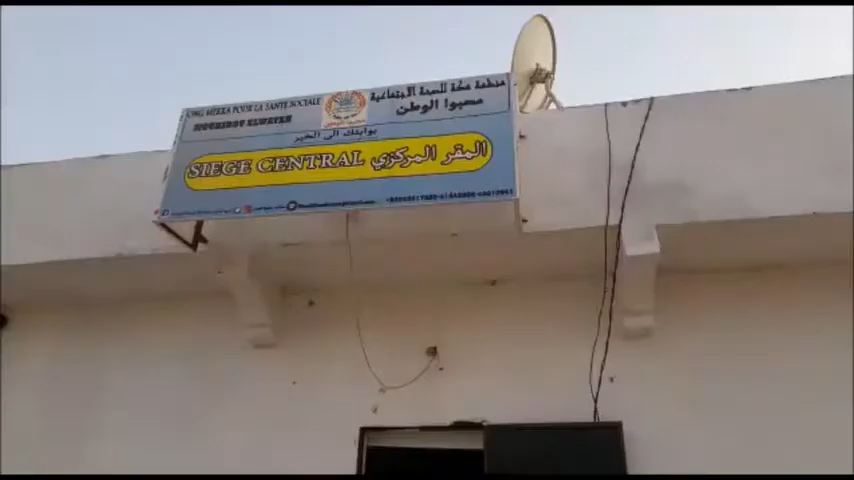 ONG MEKKA POUR LA SANTE SOCIALE
منظمة مكة للصحة الاجتماعية
MOUHIBOU ELWATEN
محبوا الوطن
بوابتك الى الخير
SIEGE CENTRAL المقر المركزي